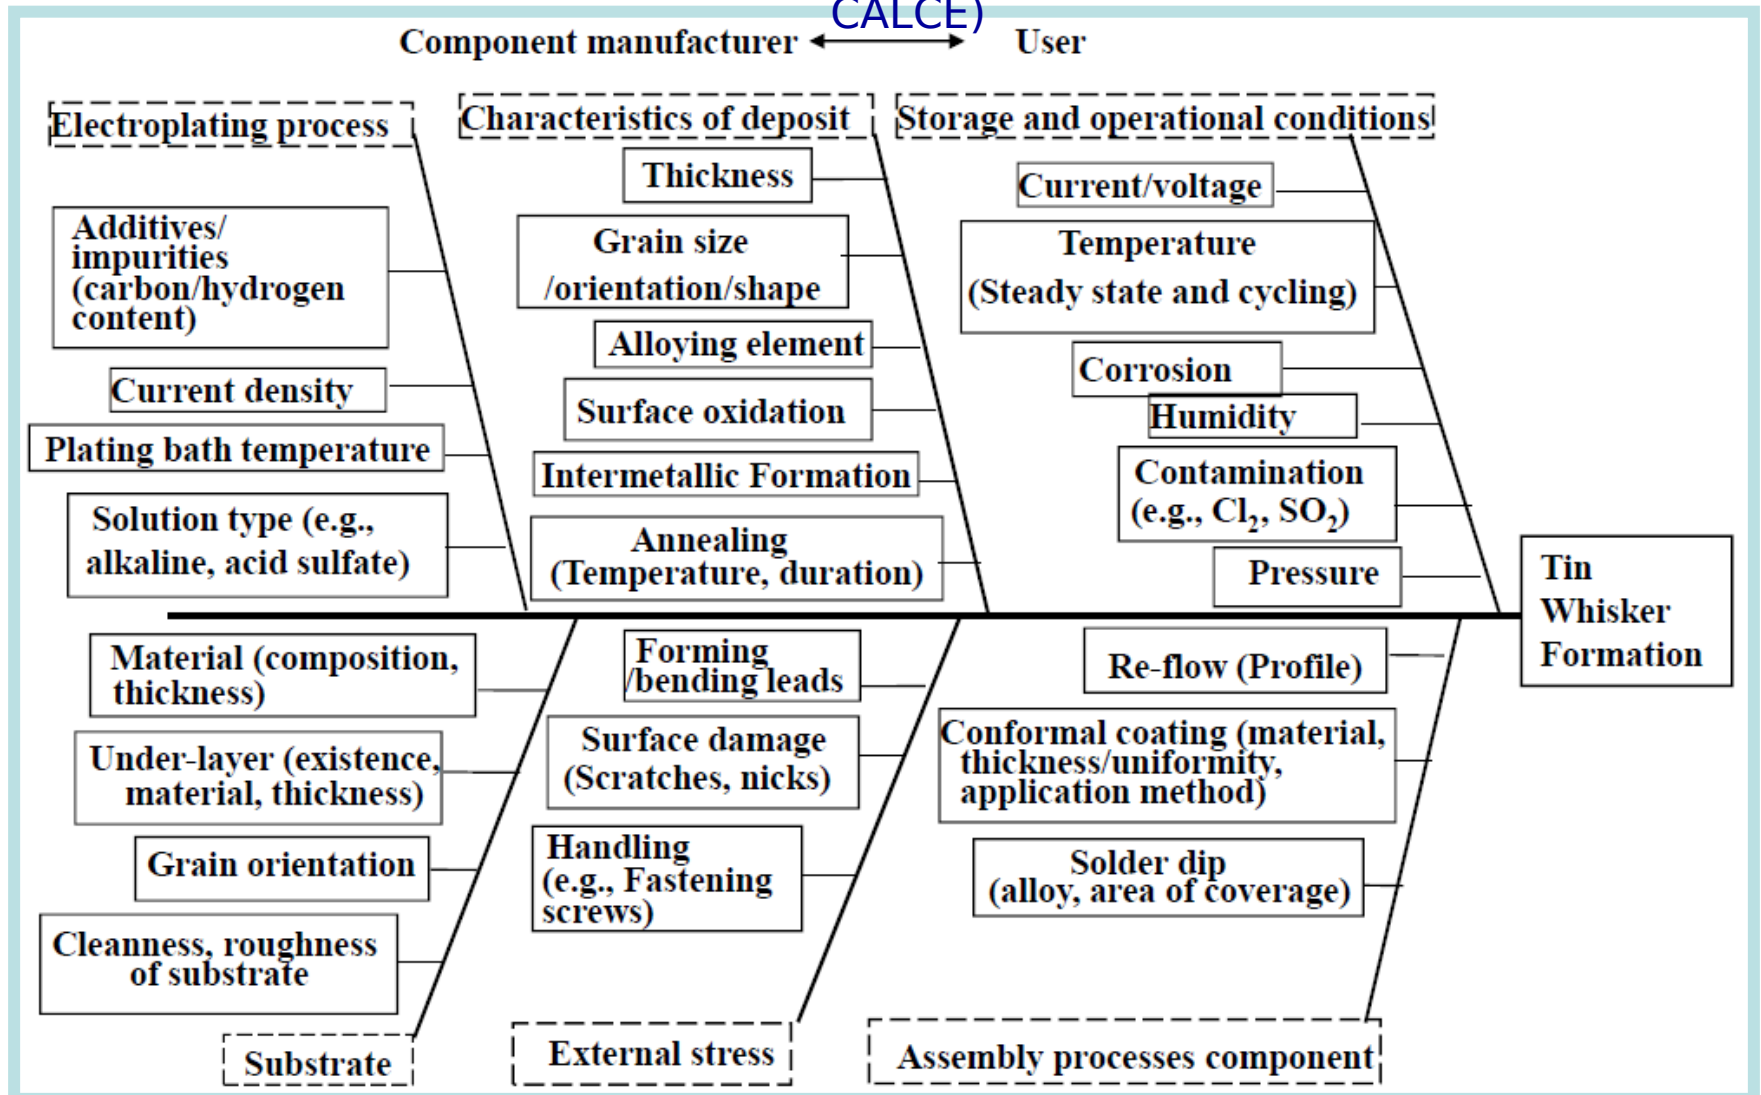 CALCE)
Component manufacturer
User
Electroplating process
Characteristics of deposit
Storage and operational conditions
Additives/
impurities
(carbon/hydrogen
content)
Current density
Plating bath temperature
Solution type (e.g.,
alkaline, acid sulfate)
Thickness
Grain size
/orientation/shape
Alloying element
Surface oxidation
Intermetallic Formation
Annealing
(Temperature, duration)
Current/voltage
Temperature
(Steady state and cycling)
Corrosion
Humidity
Contamination
(e.g., Cl₂, SO₂)
Pressure
Tin
Whisker
Formation
Material (composition,
thickness)
Under-layer (existence,
material, thickness)
Grain orientation
Cleanness, roughness
of substrate
Substrate
Forming
/bending leads
Surface damage
(Scratches, nicks)
Handling
(e.g., Fastening
screws)
External stress
Re-flow (Profile)
Conformal coating (material,
thickness/uniformity,
application method)
Solder dip
(alloy, area of coverage)
Assembly processes component